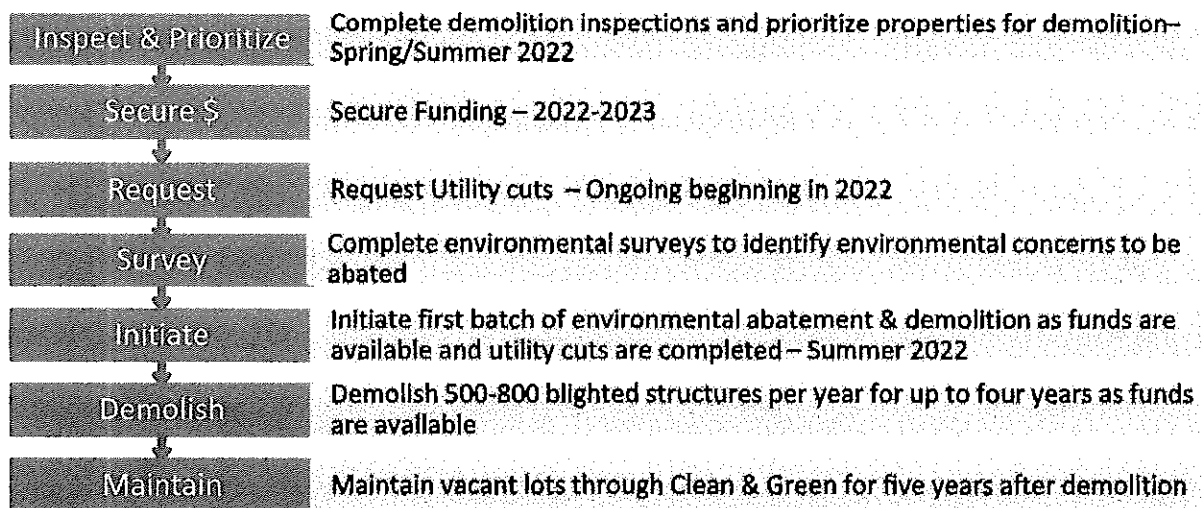 Inspect & Prioritize
Complete demolition inspections and prioritize properties for demolition–
Spring/Summer 2022
Secure $
Secure Funding – 2022-2023
Request
Request Utility cuts – Ongoing beginning in 2022
Survey
Complete environmental surveys to identify environmental concerns to be
abated
Initiate
Initiate first batch of environmental abatement & demolition as funds are
available and utility cuts are completed – Summer 2022
Demolish
Demolish 500-800 blighted structures per year for up to four years as funds
are available
Maintain
Maintain vacant lots through Clean & Green for five years after demolition